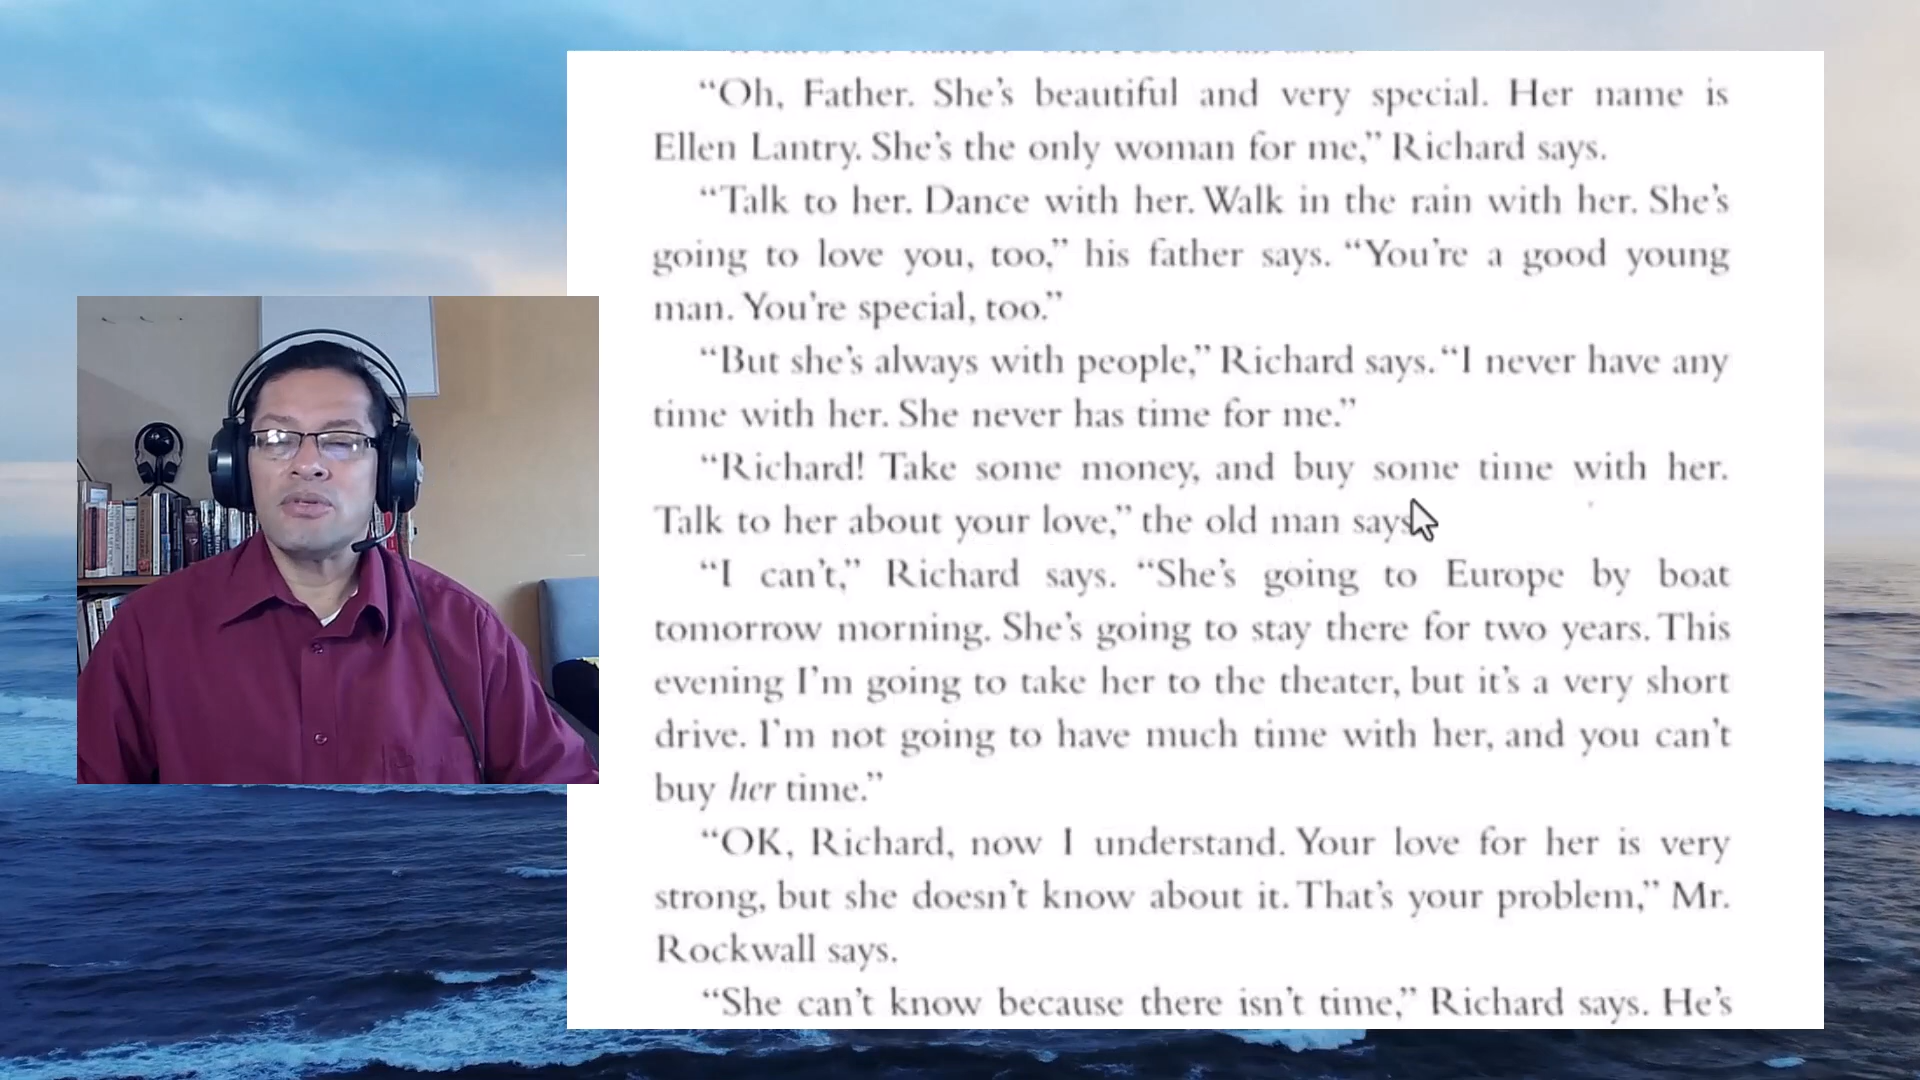 “Oh, Father. She’s beautiful and very special. Her name is
Ellen Lantry. She’s the only woman for me,” Richard says.
“Talk to her. Dance with her. Walk in the rain with her. She’s
going to love you, too,” his father says. “You’re a good young
man. You’re special, too.”
“But she’s always with people,” Richard says. “I never have any
time with her. She never has time for me.”
“Richard! Take some money, and buy some time with her.
Talk to her about your love,” the old man says.
“I can’t,” Richard says. “She’s going to Europe by boat
tomorrow morning. She’s going to stay there for two years. This
evening I’m going to take her to the theater, but it’s a very short
drive. I’m not going to have much time with her, and you can’t
buy her time.”
“OK, Richard, now I understand. Your love for her is very
strong, but she doesn’t know about it. That’s your problem,” Mr.
Rockwall says.
“She can’t know because there isn’t time,” Richard says. He’s